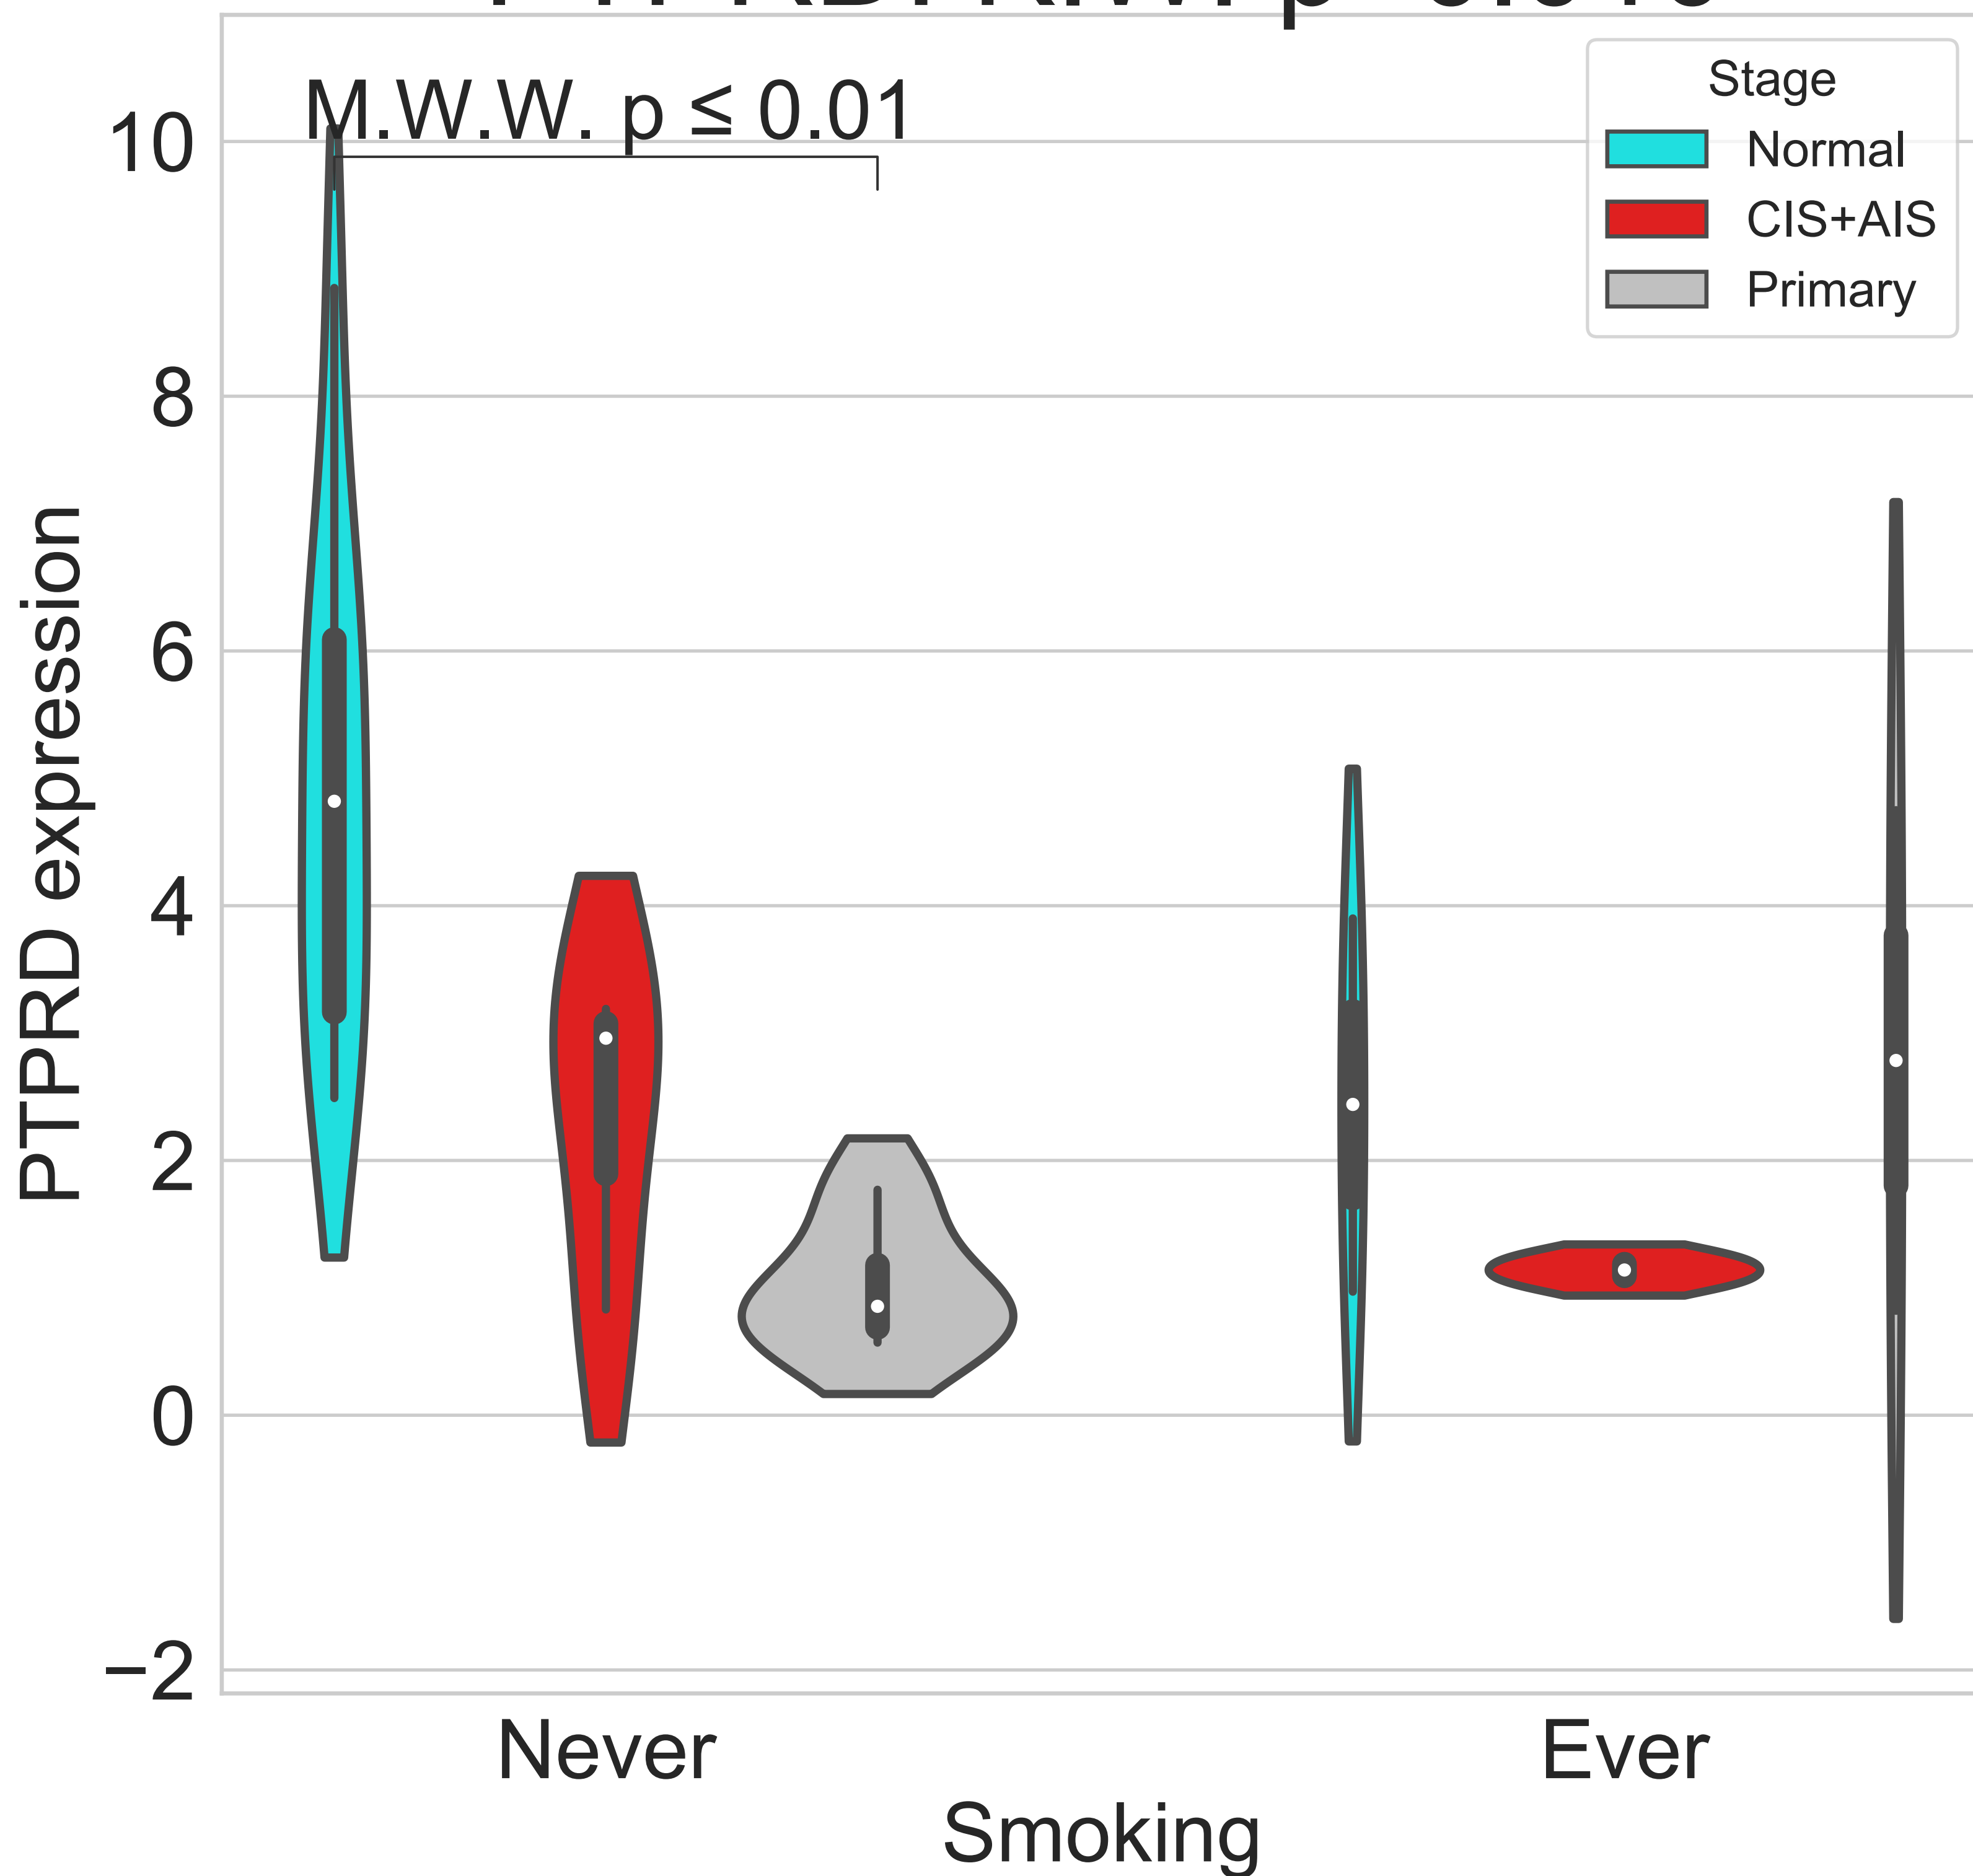 M.W.W. p ≤ 0.01
Stage
Normal
CIS+AIS
Primary
10
8
6
4
2
0
−2
PTPRD expression
Never
Ever
Smoking